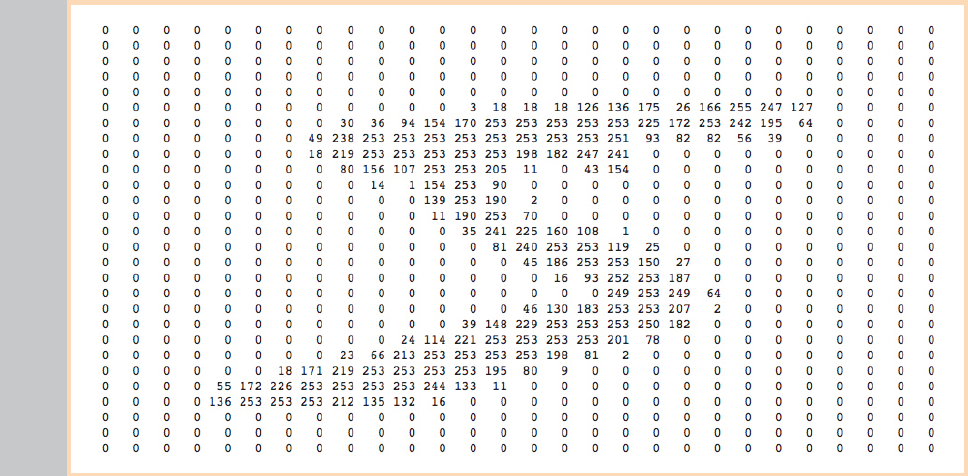 0 0 0 0 0 0 0 0 0 0 0 0 0 0 0 0 0 0 0 0 0 0 0 0 0 0 0 0
0 0 0 0 0 0 0 0 0 0 0 0 0 0 0 0 0 0 0 0 0 0 0 0 0 0 0 0
0 0 0 0 0 0 0 0 0 0 0 0 0 0 0 0 0 0 0 0 0 0 0 0 0 0 0 0
0 0 0 0 0 0 0 0 0 0 0 0 0 0 0 0 0 0 0 0 0 0 0 0 0 0 0 0
0 0 0 0 0 0 0 0 0 0 0 0 0 0 0 0 0 0 0 0 0 0 0 0 0 0 0 0
0 0 0 0 0 0 0 0 0 0 0 0 3 18 18 18 126 136 175 26 166 255 247 127 0 0 0 0
0 0 0 0 0 0 0 0 30 36 94 154 170 253 253 253 253 253 225 172 253 242 195 64 0 0 0 0
0 0 0 0 0 0 0 49 238 253 253 253 253 253 253 253 253 251 93 82 82 56 39 0 0 0 0 0
0 0 0 0 0 0 0 18 219 253 253 253 253 253 198 182 247 241 0 0 0 0 0 0 0 0 0 0
0 0 0 0 0 0 0 0 80 156 107 253 253 205 11 0 43 154 0 0 0 0 0 0 0 0 0 0
0 0 0 0 0 0 0 0 0 14 1 154 253 90 0 0 0 0 0 0 0 0 0 0 0 0 0 0
0 0 0 0 0 0 0 0 0 0 0 139 253 190 2 0 0 0 0 0 0 0 0 0 0 0 0 0
0 0 0 0 0 0 0 0 0 0 0 11 190 253 70 0 0 0 0 0 0 0 0 0 0 0 0 0
0 0 0 0 0 0 0 0 0 0 0 0 35 241 225 160 108 1 0 0 0 0 0 0 0 0 0 0
0 0 0 0 0 0 0 0 0 0 0 0 0 81 240 253 253 119 25 0 0 0 0 0 0 0 0 0
0 0 0 0 0 0 0 0 0 0 0 0 0 0 45 186 253 253 150 27 0 0 0 0 0 0 0 0
0 0 0 0 0 0 0 0 0 0 0 0 0 0 0 16 93 252 253 187 0 0 0 0 0 0 0 0
0 0 0 0 0 0 0 0 0 0 0 0 0 0 0 0 0 249 253 249 64 0 0 0 0 0 0 0
0 0 0 0 0 0 0 0 0 0 0 0 0 0 46 130 183 253 253 207 2 0 0 0 0 0 0 0
0 0 0 0 0 0 0 0 0 0 0 0 39 148 229 253 253 253 250 182 0 0 0 0 0 0 0 0
0 0 0 0 0 0 0 0 0 0 24 114 221 253 253 253 253 201 78 0 0 0 0 0 0 0 0 0
0 0 0 0 0 0 0 0 23 66 213 253 253 253 253 198 81 2 0 0 0 0 0 0 0 0 0 0
0 0 0 0 0 0 18 171 219 253 253 253 253 195 80 9 0 0 0 0 0 0 0 0 0 0 0 0
0 0 0 0 55 172 226 253 253 253 253 244 133 11 0 0 0 0 0 0 0 0 0 0 0 0 0 0
0 0 0 0 136 253 253 253 212 135 132 16 0 0 0 0 0 0 0 0 0 0 0 0 0 0 0 0
0 0 0 0 0 0 0 0 0 0 0 0 0 0 0 0 0 0 0 0 0 0 0 0 0 0 0 0
0 0 0 0 0 0 0 0 0 0 0 0 0 0 0 0 0 0 0 0 0 0 0 0 0 0 0 0
0 0 0 0 0 0 0 0 0 0 0 0 0 0 0 0 0 0 0 0 0 0 0 0 0 0 0 0